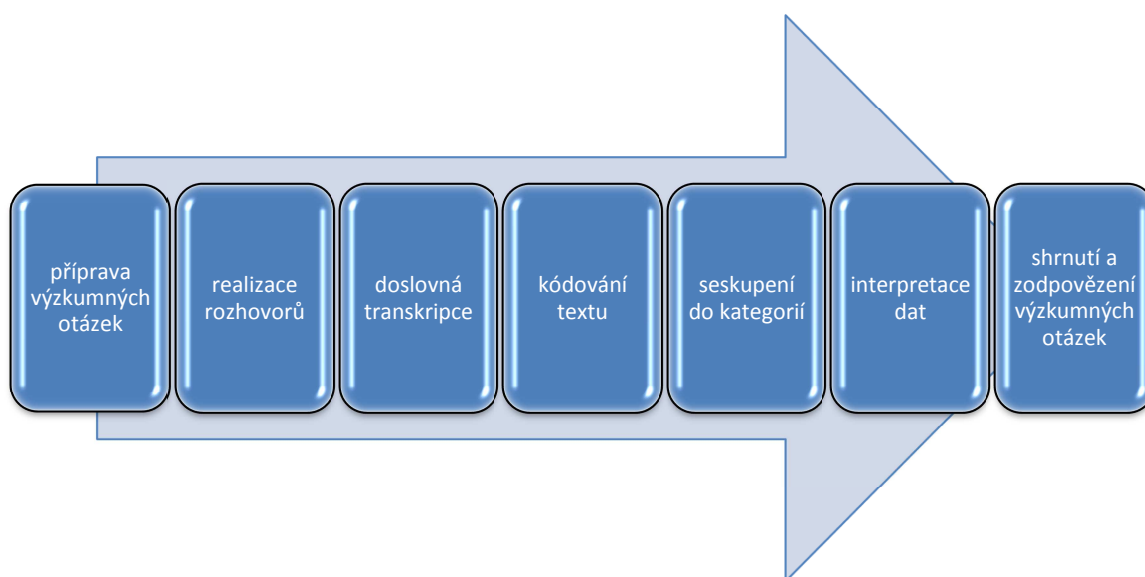 příprava
výzkumných
otázek
realizace
rozhovorů
doslovná
transkripce
kódování
textu
seskupení
do kategorií
interpretace
dat
shrnutí a
zodpovězení
výzkumných
otázek